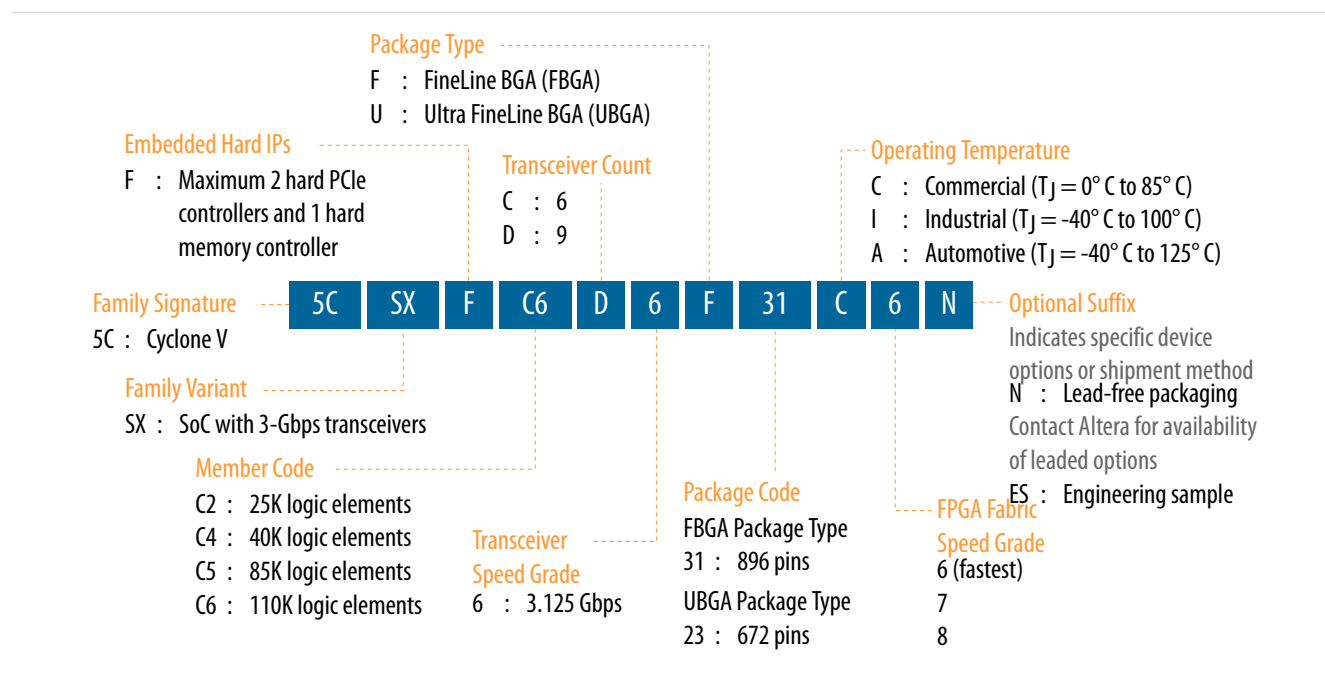 Package Type
F : FineLine BGA (FBGA)
U : Ultra FineLine BGA (UBGA)
Embedded Hard IPs
F : Maximum 2 hard PCIe
controllers and 1 hard
memory controller
Transceiver Count
C : 6
D : 9
Operating Temperature
C : Commercial (TJ = 0° C to 85° C)
I : Industrial (TJ = -40° C to 100° C)
A : Automotive (TJ = -40° C to 125° C)
Family Signature
5C : Cyclone V
5C SX F C6 D 6 F 31 C 6 N
Optional Suffix
Indicates specific device
options or shipment method
N : Lead-free packaging
Contact Altera for availability
of leaded options
ES : Engineering sample
Family Variant
SX : SoC with 3-Gbps transceivers
Member Code
C2 : 25K logic elements
C4 : 40K logic elements
C5 : 85K logic elements
C6 : 110K logic elements
Transceiver
Speed Grade
6 : 3.125 Gbps
Package Code
FBGA Package Type
31 : 896 pins
UBGA Package Type
23 : 672 pins
FPGA Fabric
Speed Grade
6 (fastest)
7
8